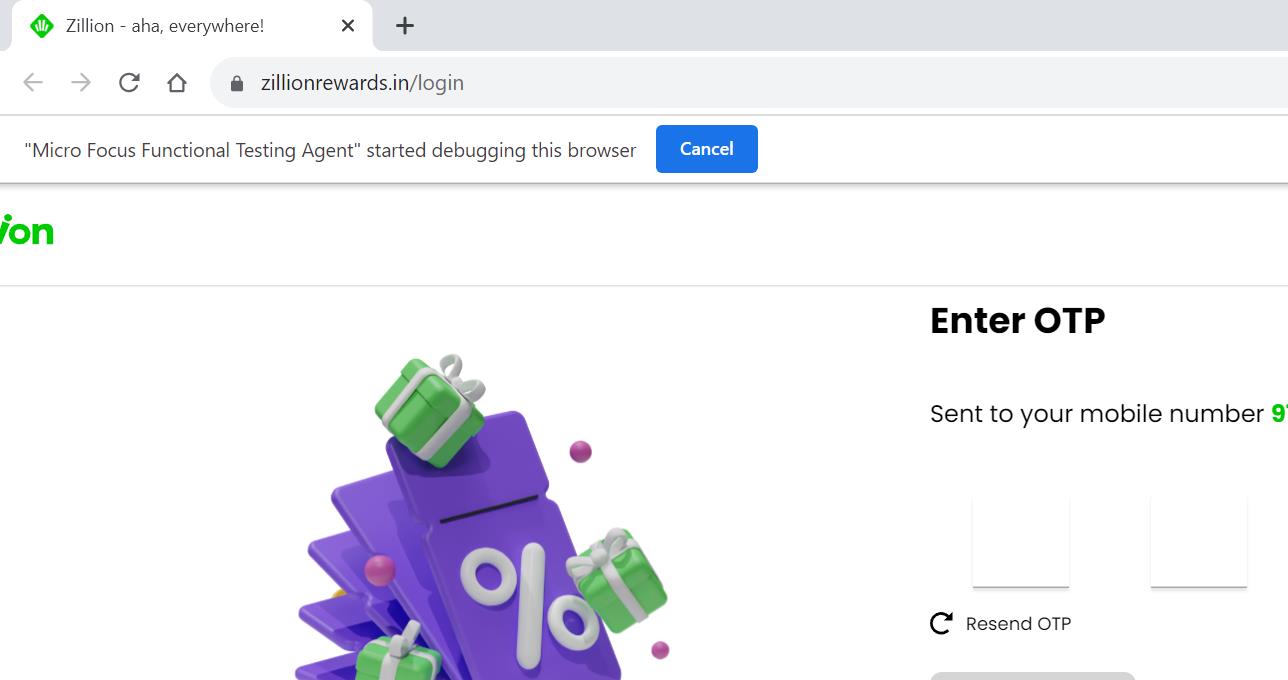 Zillion - aha, everywhere!
zillionrewards.in/login
"Micro Focus Functional Testing Agent" started debugging this browser
Cancel
ion
Enter OTP
Sent to your mobile number 9
%
Resend OTP